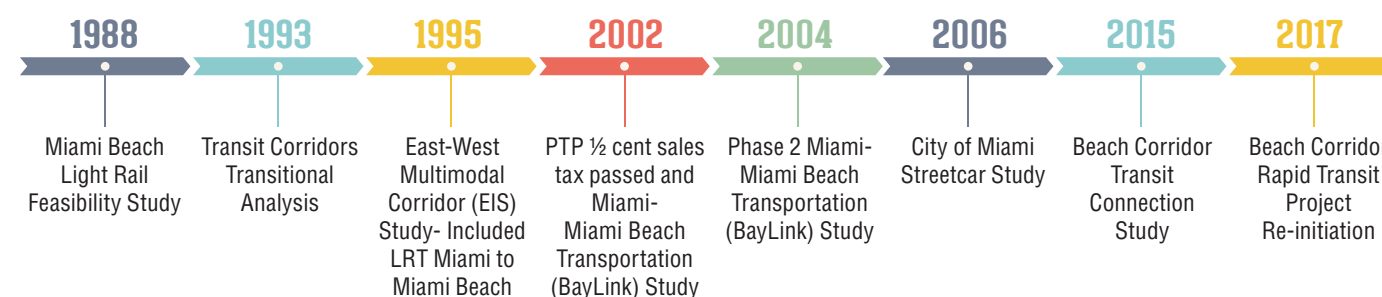 1988
Miami Beach
Light Rail
Feasibility Study
1993
Transit Corridors
Transitional
Analysis
1995
East-West
Multimodal
Corridor (EIS)
Study- Included
LRT Miami to
Miami Beach
2002
PTP ½ cent sales
tax passed and
Miami-
Miami Beach
Transportation
(BayLink) Study
2004
Phase 2 Miami-
Miami Beach
Transportation
(BayLink) Study
2006
City of Miami
Streetcar Study
2015
Beach Corridor
Transit
Connection
Study
2017
Beach Corrido
Rapid Transit
Project
Re-initiation